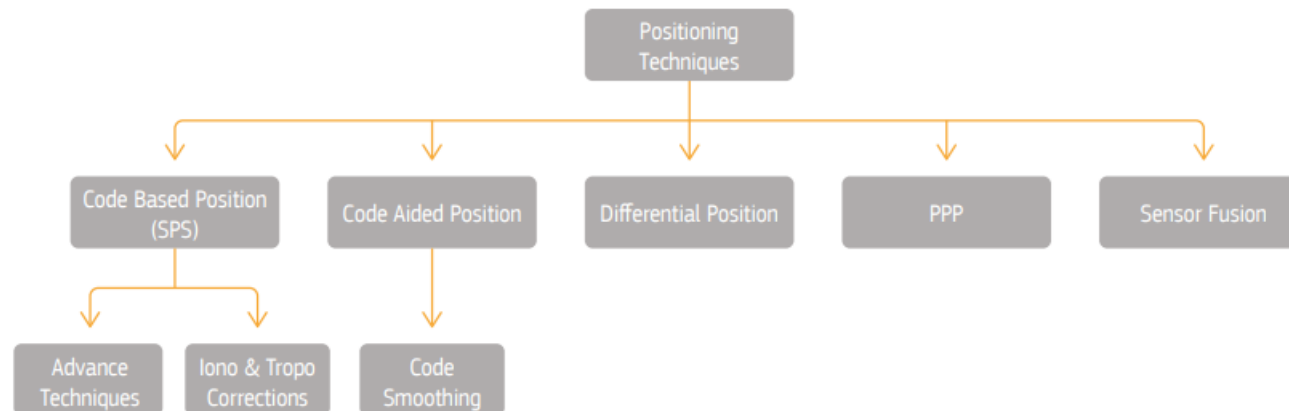 Positioning
Techniques
Code Based Position
(SPS)
Code Aided Position
Differential Position
PPP
Sensor Fusion
Advance
Techniques
Iono & Tropo
Corrections
Code
Smoothing